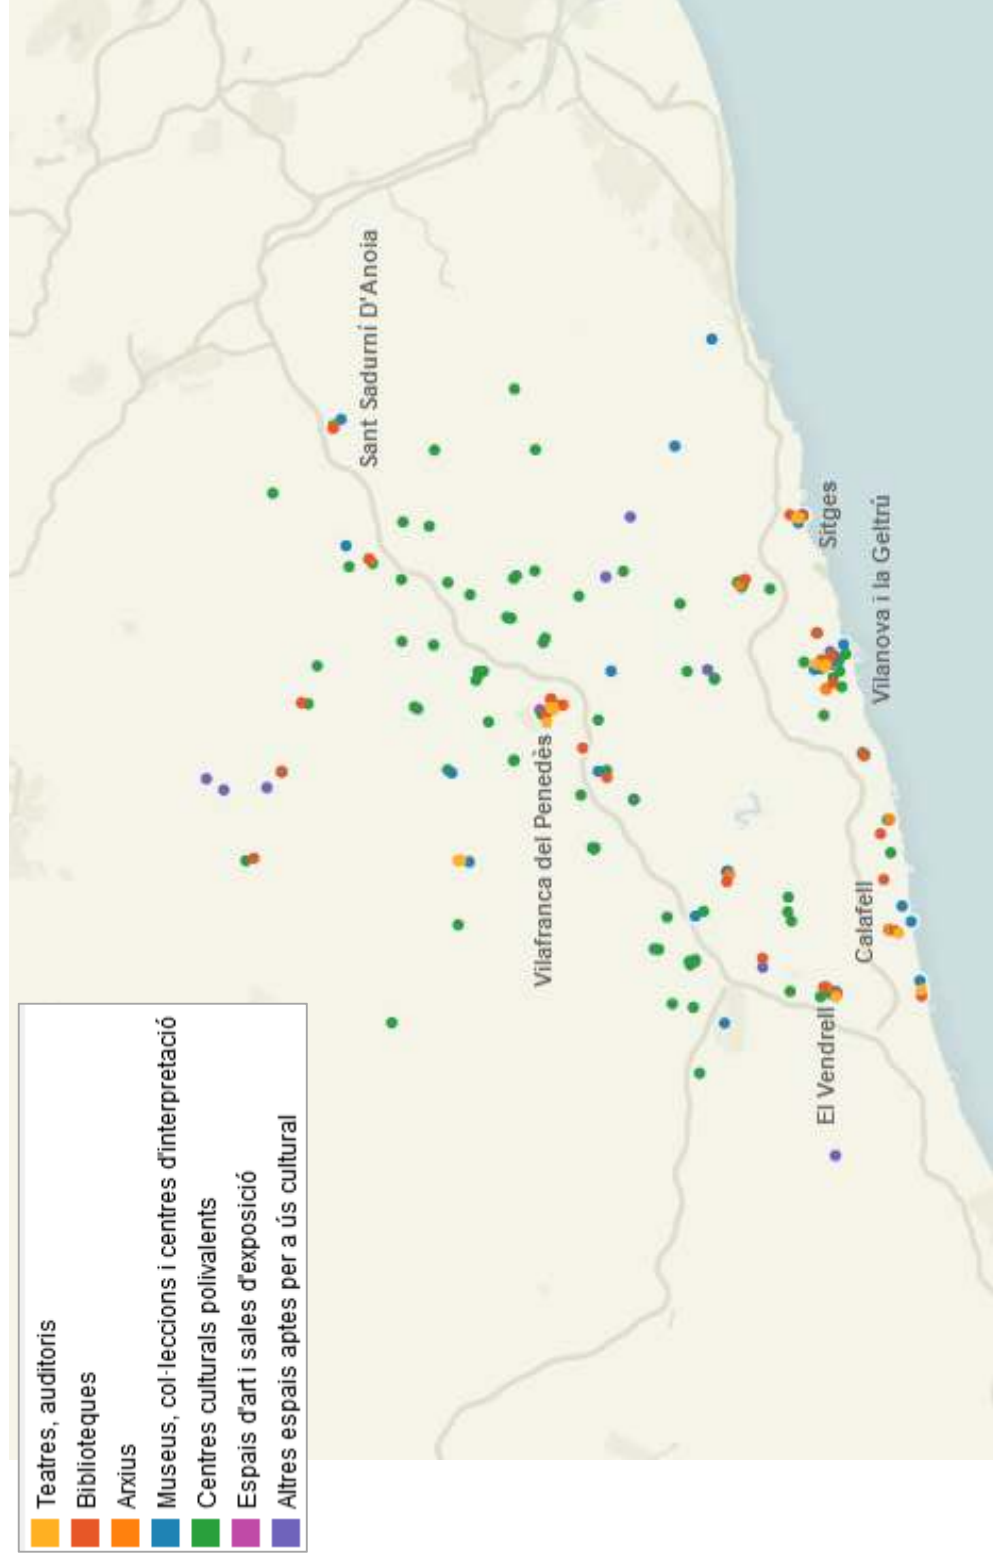 Teatres, auditoris
Biblioteques
Arxius
Museus, col·leccions i centres d'interpretació
Centres culturals polivalents
Espais d'art i sales d'exposició
Altres espais aptes per a ús cultural
Sant Sadurní D'Anoia
Vilafranca del Penedès
Sitges
Vilanova i la Geltrú
Calafell
El Vendrell